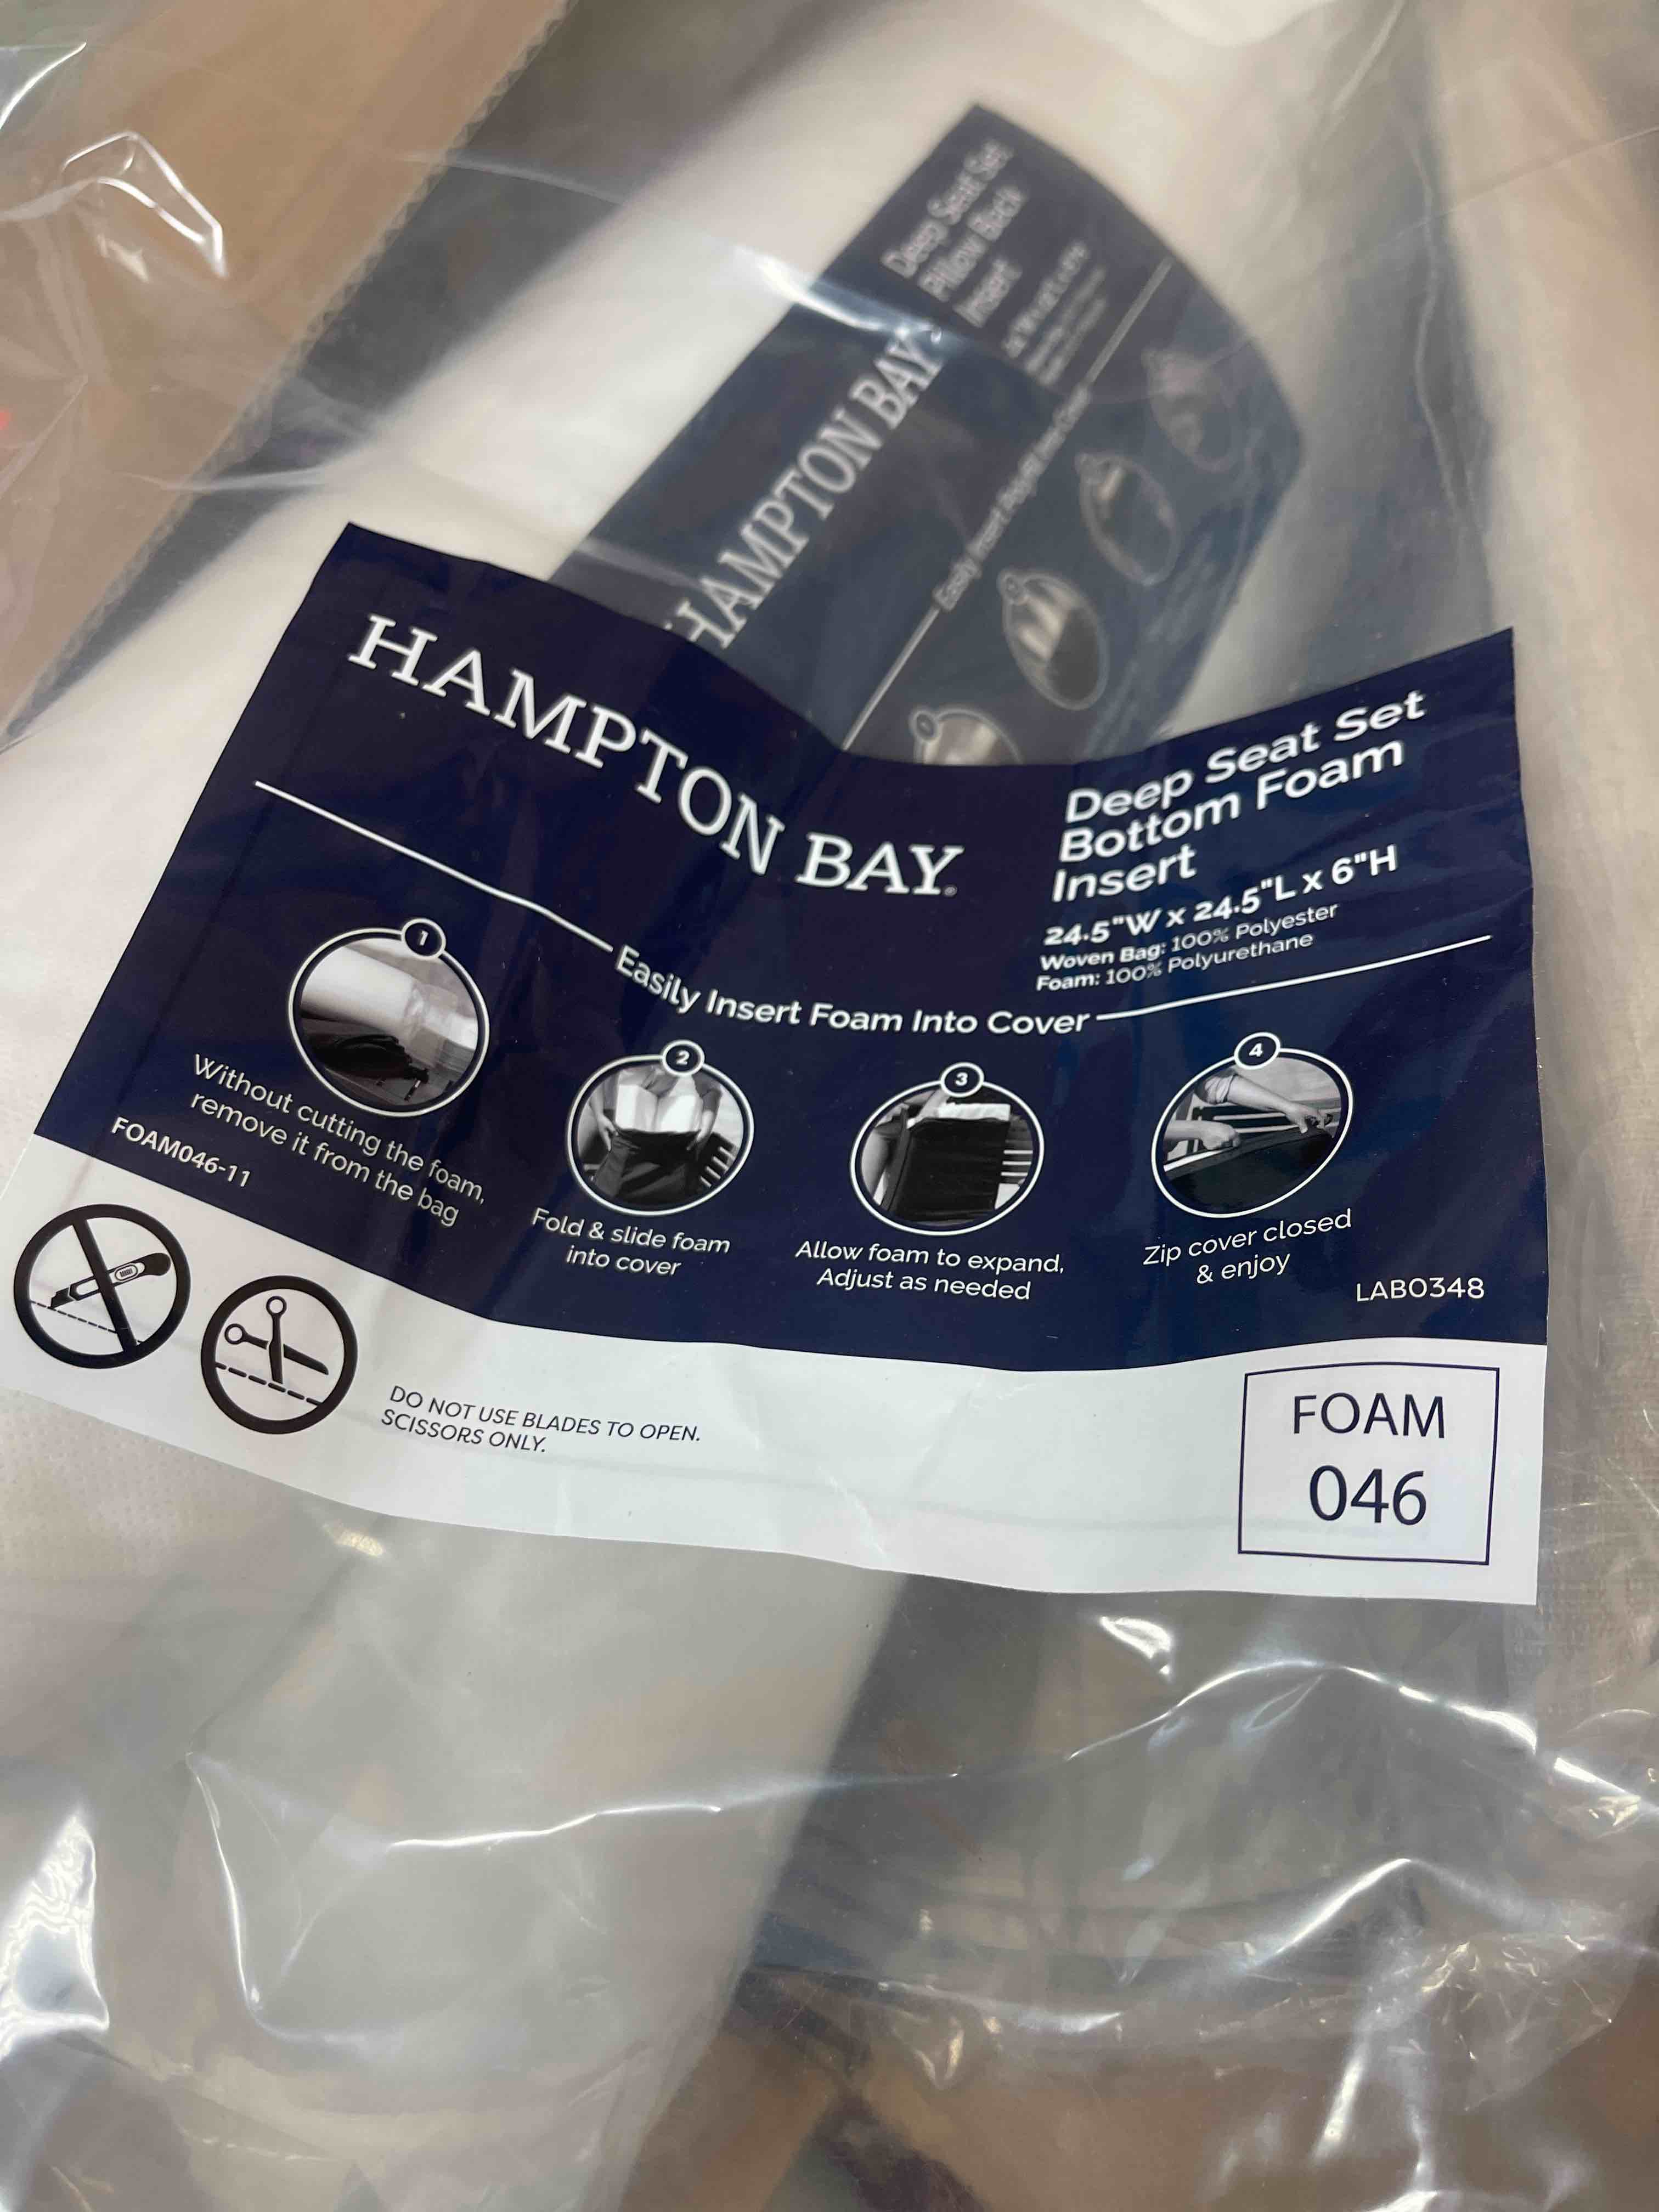 Deep Seat Set
Pillow Back
Insert
HAMPTON BAY
HAMPTON BAY®
Deep Seat Set
Bottom Foam
Insert
24.5"W x 24.5"L x 6"H
Woven Bag: 100% Polyester
Foam: 100% Polyurethane
Easily Insert Foam Into Cover
1
Without cutting the foam,
remove it from the bag
2
Fold & slide foam
into cover
3
Allow foam to expand,
Adjust as needed
4
Zip cover closed
& enjoy
FOAM046-11
LABO348
DO NOT USE BLADES TO OPEN.
SCISSORS ONLY.
FOAM
046